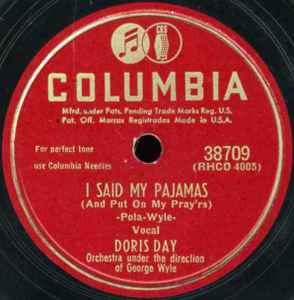 CBS
COLUMBIA
Mfrd. under Pats. Pending Trade Marks Reg. U.S.
Pat. Off. Marcas Registradas Made in U.S.A.
For perfect tone
use Columbia Needles
38709
(RHCO 4005)
I SAID MY PAJAMAS
(And Put On My Pray'rs)
-Pola-Wyle-
Vocal
DORIS DAY
Orchestra under the direction
of George Wyle